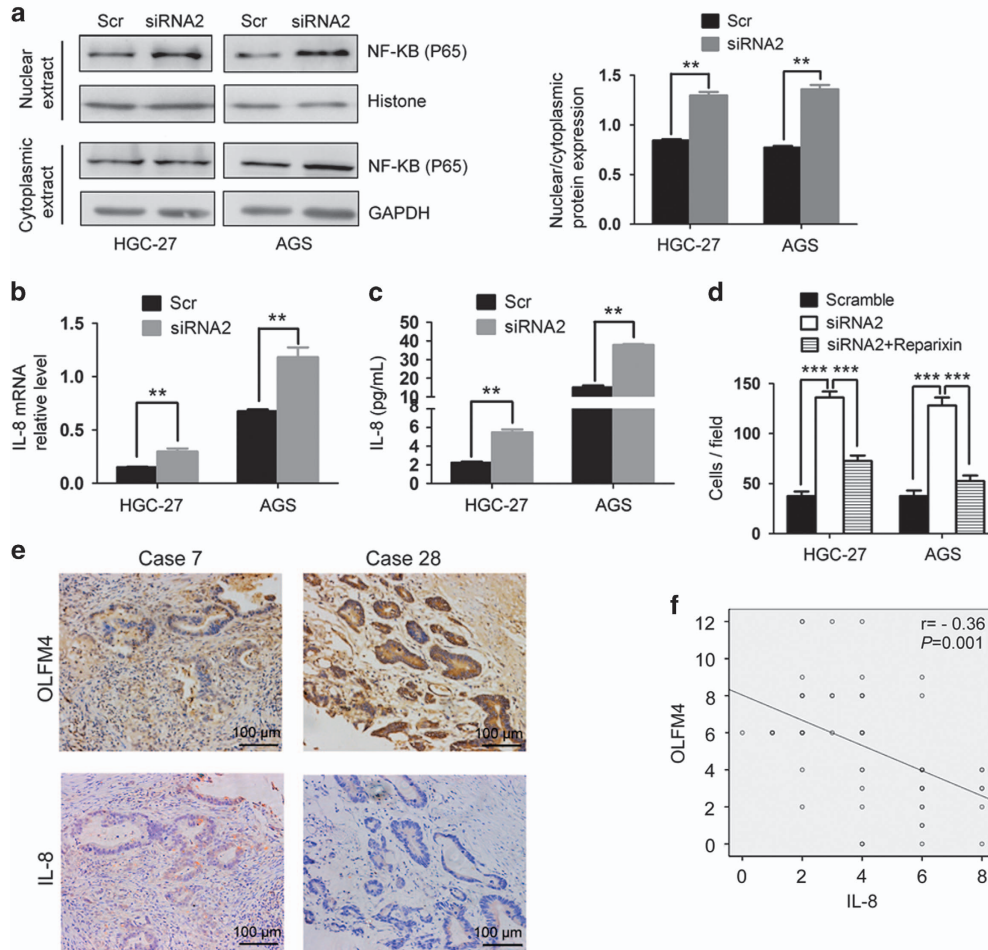 a
Scr siRNA2 Scr siRNA2
Nuclear extract
NF-KB (P65)
Histone
Cytoplasmic extract
NF-KB (P65)
GAPDH
HGC-27 AGS
Scr
siRNA2
Nuclear/cytoplasmic
protein expression
1.5
1.0
0.5
0.0
** **
HGC-27 AGS
b
Scr
siRNA2
IL-8 mRNA
relative level
1.5
1.0
0.5
0.0
** **
HGC-27 AGS
c
Scr
siRNA2
IL-8 (pg/mL)
50
40
30
20
10
8
6
4
2
0
** **
HGC-27 AGS
d
Scramble
siRNA2
siRNA2+Reparixin
Cells / field
150
100
50
0
*** *** *** ***
HGC-27 AGS
e
Case 7 Case 28
OLFM4
100 µm 100 µm
IL-8
100 µm 100 µm
f
r= - 0.36
P=0.001
OLFM4
12
10
8
6
4
2
0
0 2 4 6 8
IL-8